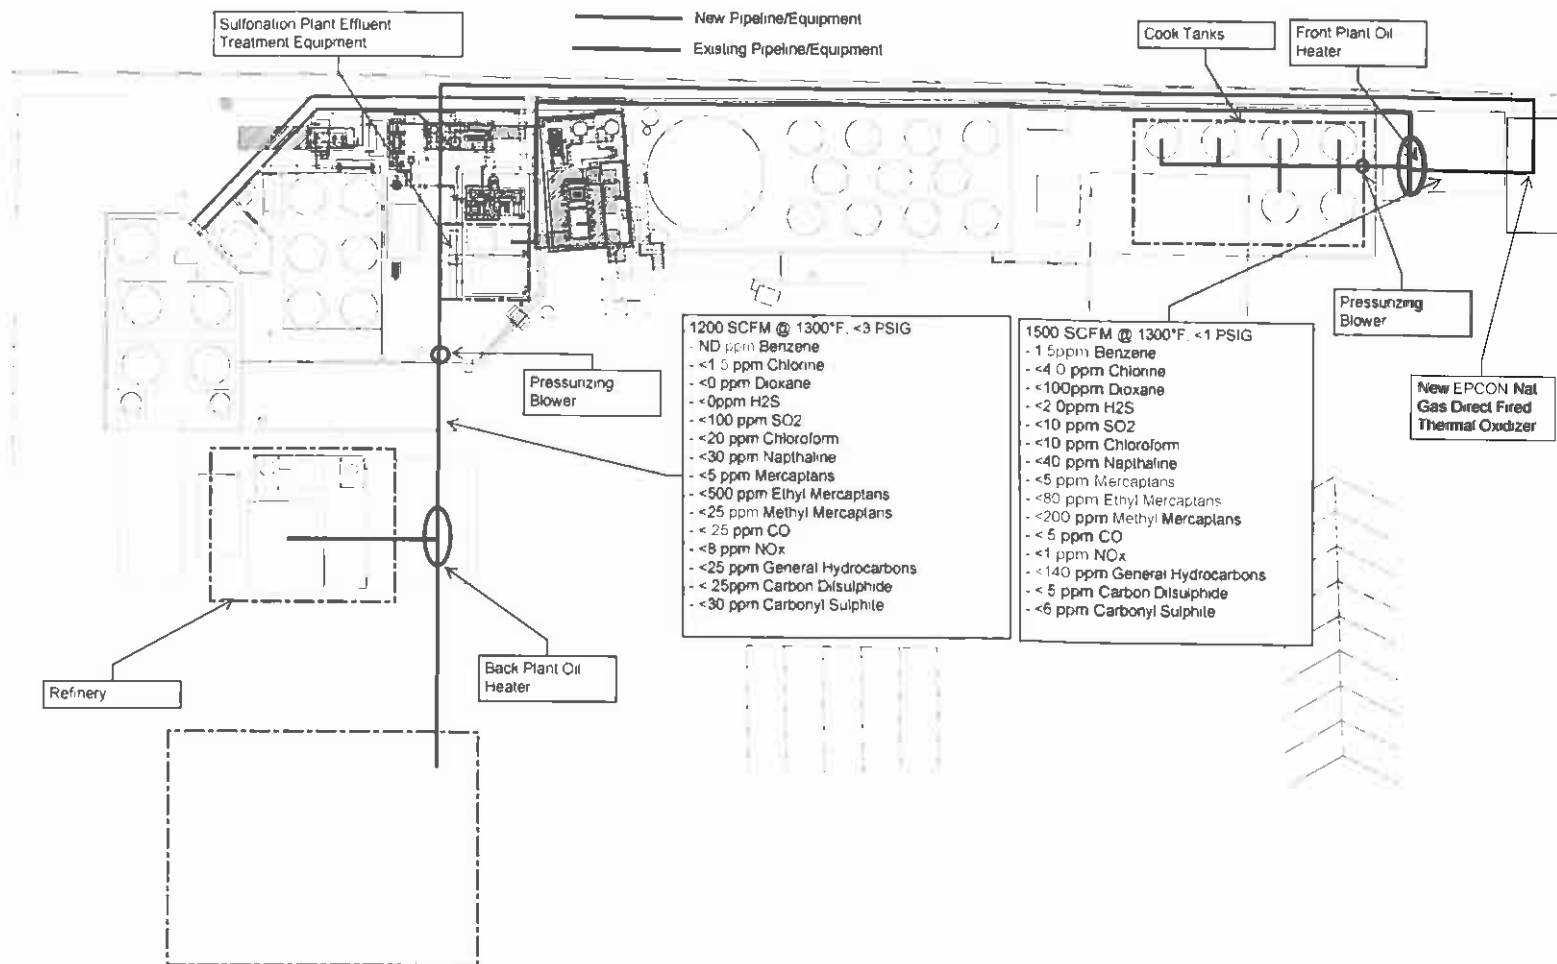 Sulfonation Plant Effluent
Treatment Equipment
New Pipeline/Equipment
Existing Pipeline/Equipment
Cook Tanks
Front Plant Oil
Heater
Pressurizing
Blower
New EPCON Nat
Gas Direct Fired
Thermal Oxidizer
Pressurizing
Blower
1200 SCFM @ 1300°F, <3 PSIG
- ND ppm Benzene
- <1 5 ppm Chlorine
- <0 ppm Dioxane
- <0ppm H2S
- <100 ppm SO2
- <20 ppm Chloroform
- <30 ppm Napthaline
- <5 ppm Mercaptans
- <500 ppm Ethyl Mercaptans
- <25 ppm Methyl Mercaptans
- < 25 ppm CO
- <8 ppm NOx
- <25 ppm General Hydrocarbons
- < 25ppm Carbon Dilsulphide
- <30 ppm Carbonyl Sulphite
1500 SCFM @ 1300°F, <1 PSIG
- 1 5ppm Benzene
- <4 0 ppm Chlorine
- <100ppm Dioxane
- <2 0ppm H2S
- <10 ppm SO2
- <10 ppm Chloroform
- <40 ppm Napthaline
- <5 ppm Mercaptans
- <80 ppm Ethyl Mercaptans
- <200 ppm Methyl Mercaptans
- < 5 ppm CO
- <1 ppm NOx
- <140 ppm General Hydrocarbons
- < 5 ppm Carbon Dilsulphide
- <6 ppm Carbonyl Sulphite
Back Plant Oil
Heater
Refinery